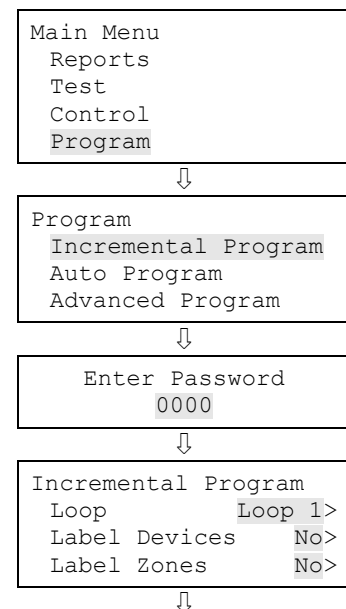 Main Menu
Reports
Test
Control
Program
⇩
Program
Incremental Program
Auto Program
Advanced Program
⇩
Enter Password
0000
⇩
Incremental Program
Loop Loop 1>
Label Devices No>
Label Zones No>
⇩